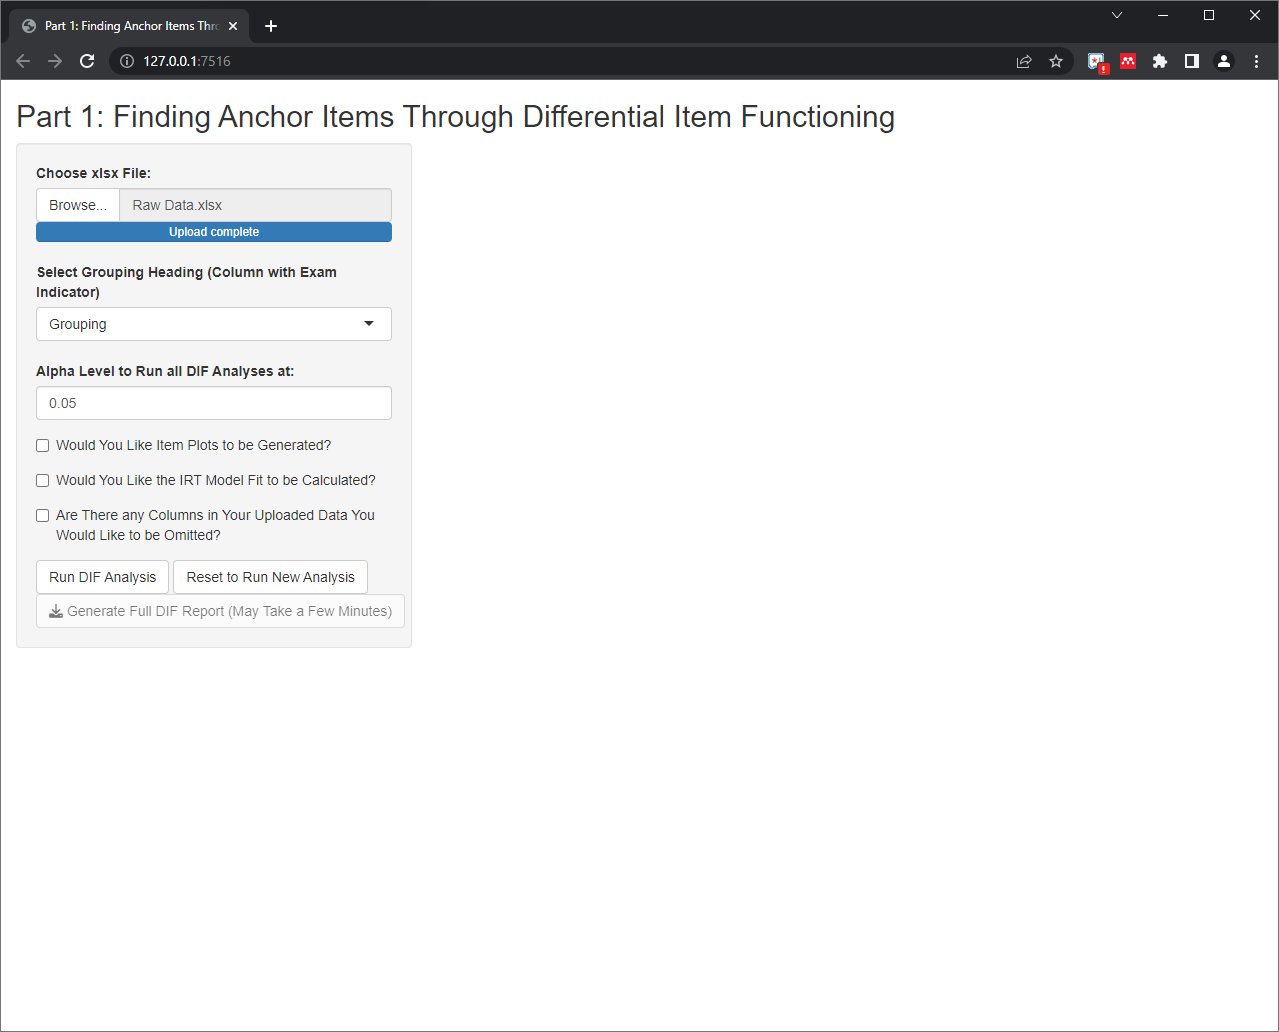 Part 1: Finding Anchor Items Thr
127.0.0.1:7516
Part 1: Finding Anchor Items Through Differential Item Functioning
Choose xlsx File:
Browse... Raw Data.xlsx
Upload complete
Select Grouping Heading (Column with Exam
Indicator)
Grouping
Alpha Level to Run all DIF Analyses at:
0.05
Would You Like Item Plots to be Generated?
Would You Like the IRT Model Fit to be Calculated?
Are There any Columns in Your Uploaded Data You
Would Like to be Omitted?
Run DIF Analysis Reset to Run New Analysis
Generate Full DIF Report (May Take a Few Minutes)